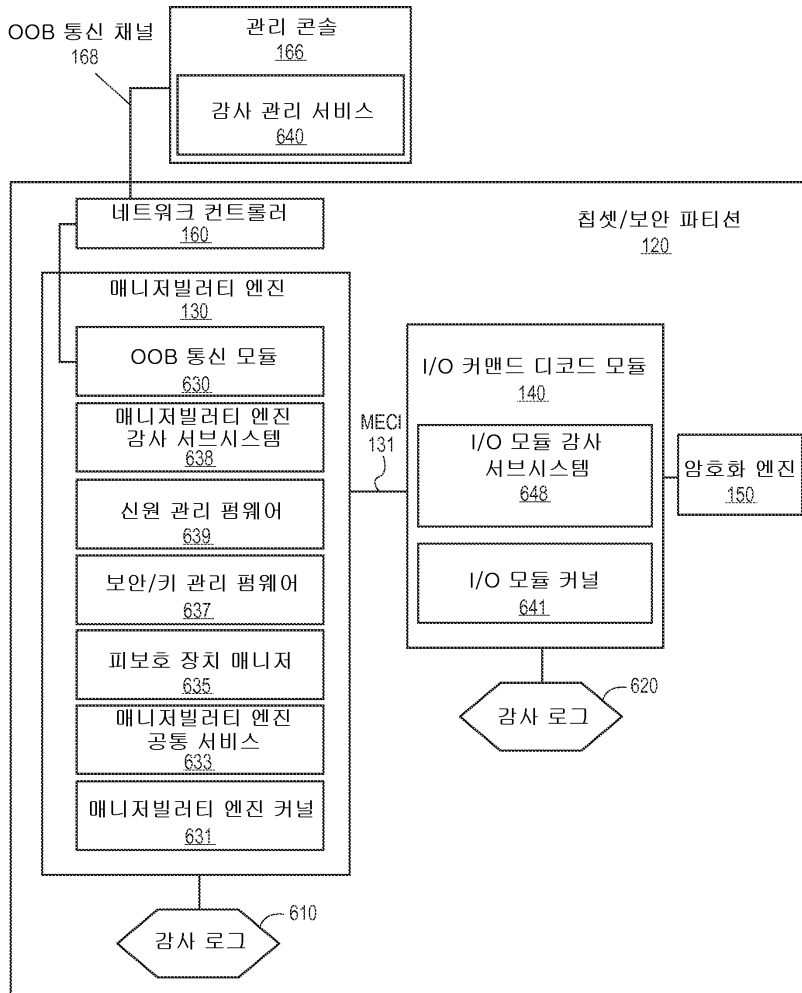 OOB 통신 채널
168
관리 콘솔
166
감사 관리 서비스
640
네트워크 컨트롤러
160
칩셋/보안 파티션
120
매니저빌러티 엔진
130
OOB 통신 모듈
630
매니저빌러티 엔진
감사 서브시스템
638
신원 관리 펌웨어
639
보안/키 관리 펌웨어
637
피보호 장치 매니저
635
매니저빌러티 엔진
공통 서비스
633
매니저빌러티 엔진 커널
631
감사 로그
610
MECI
131
I/O 커맨드 디코드 모듈
140
I/O 모듈 감사
서브시스템
648
I/O 모듈 커널
641
암호화 엔진
150
감사 로그
620